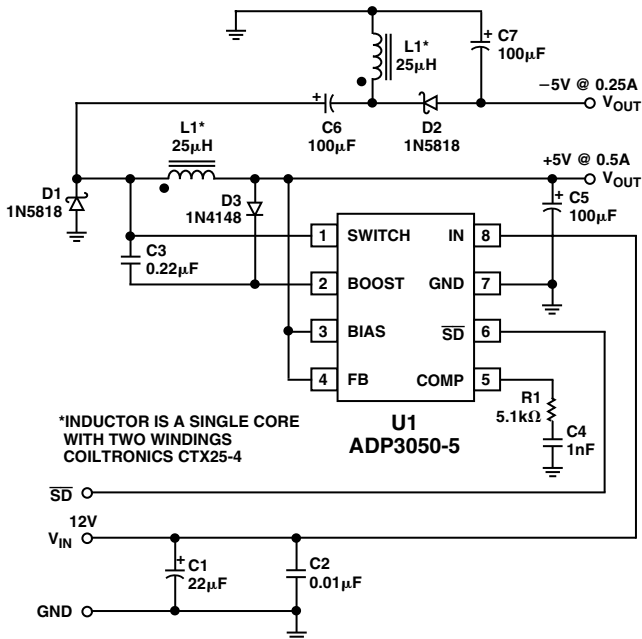 C7
100μF
L1*
25μH
−5V @ 0.25A
VOUT
C6
100μF
D2
1N5818
L1*
25μH
+5V @ 0.5A
VOUT
D1
1N5818
D3
1N4148
C5
100μF
C3
0.22μF
1 SWITCH IN 8
2 BOOST GND 7
3 BIAS SD 6
4 FB COMP 5
R1
5.1kΩ
C4
1nF
U1
ADP3050-5
*INDUCTOR IS A SINGLE CORE
WITH TWO WINDINGS
COILTRONICS CTX25-4
SD
12V
VIN
C1
22μF
C2
0.01μF
GND